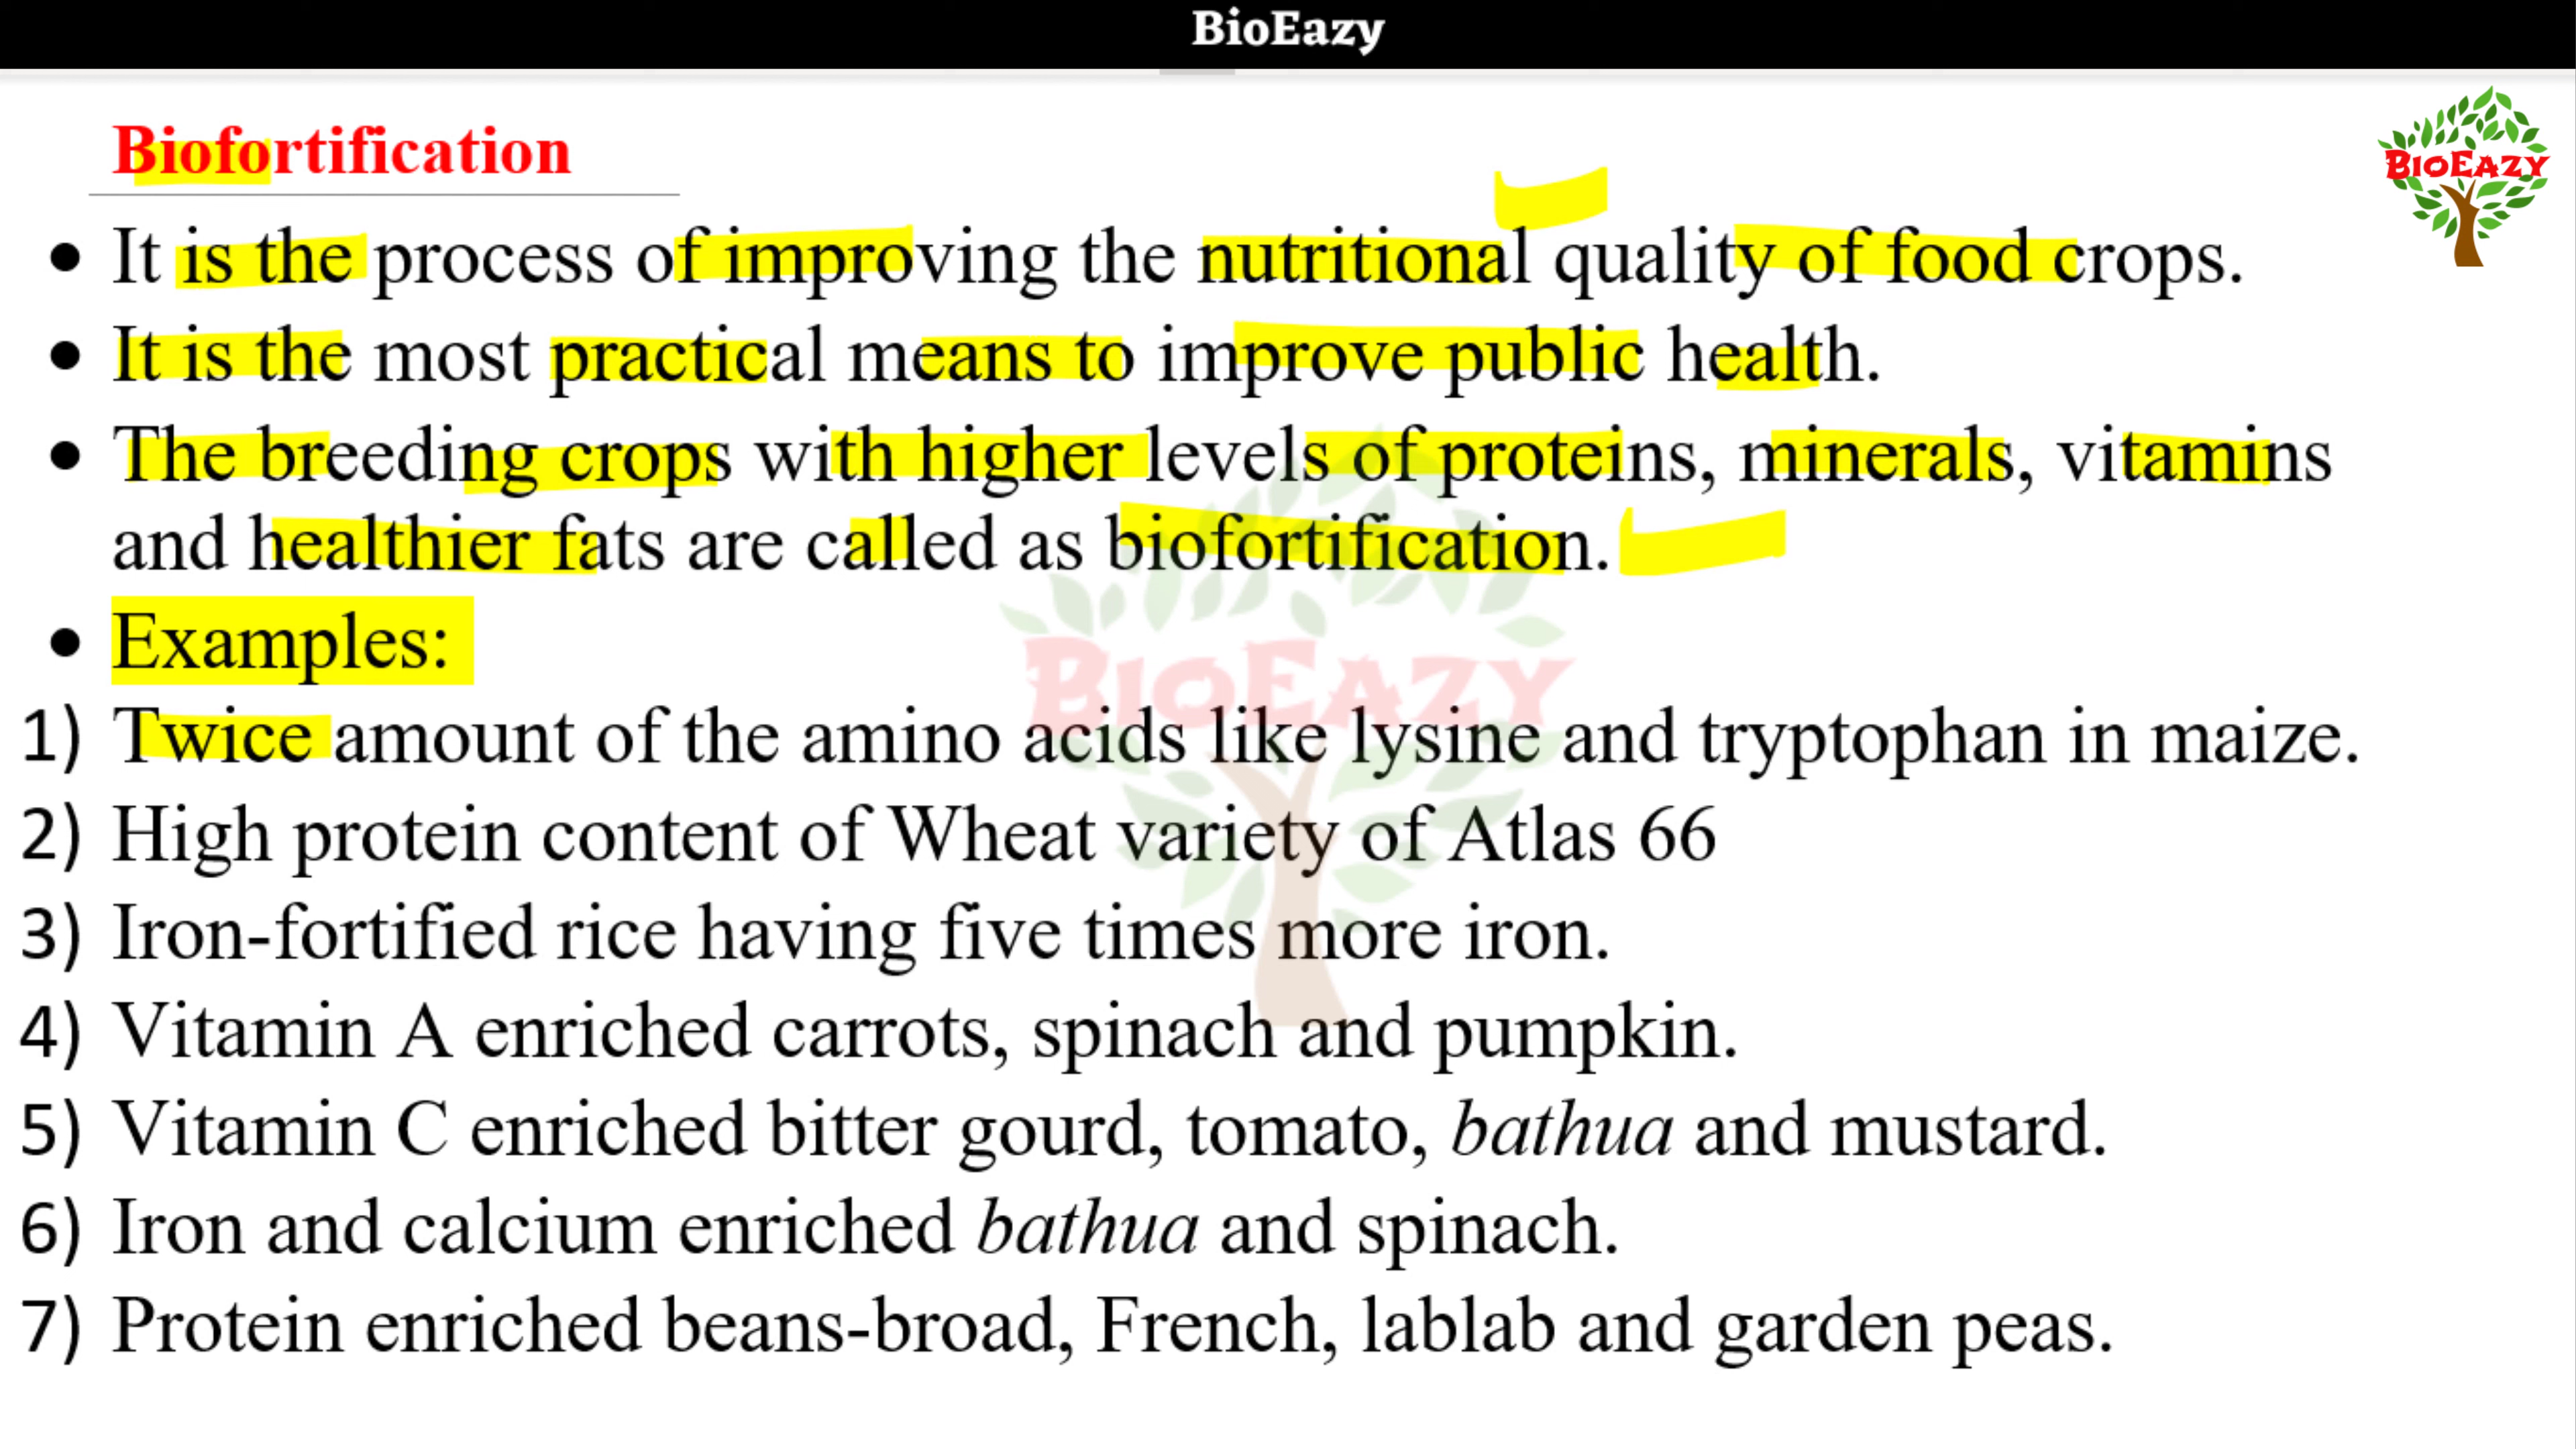 BioEazy
BIOEAZY
Biofortification
• It is the process of improving the nutritional quality of food crops.
• It is the most practical means to improve public health.
• The breeding crops with higher levels of proteins, minerals, vitamins
and healthier fats are called as biofortification.
• Examples:
BIOEAZY
1) Twice amount of the amino acids like lysine and tryptophan in maize.
2) High protein content of Wheat variety of Atlas 66
3) Iron-fortified rice having five times more iron.
4) Vitamin A enriched carrots, spinach and pumpkin.
5) Vitamin C enriched bitter gourd, tomato, bathua and mustard.
6) Iron and calcium enriched bathua and spinach.
7) Protein enriched beans-broad, French, lablab and garden peas.